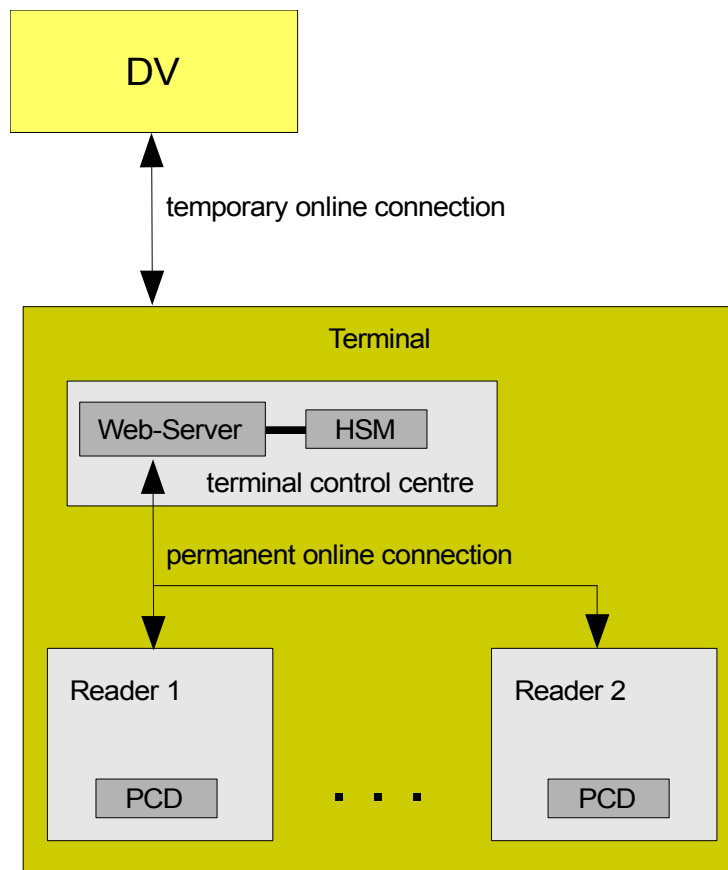 DV
temporary online connection
Terminal
Web-Server
HSM
terminal control centre
permanent online connection
Reader 1
Reader 2
PCD
. . .
PCD